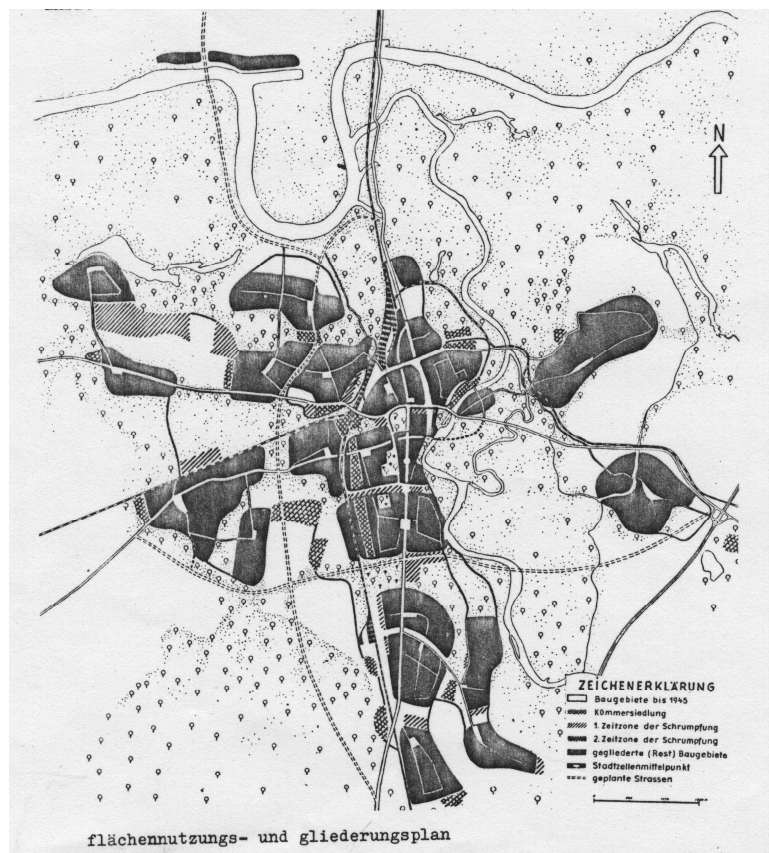 N
ZEICHENERKLÄRUNG
Baugebiete bis 1945
Kümmersiedlung
1. Zeitzone der Schrumpfung
2. Zeitzone der Schrumpfung
gegliederte (Rest) Baugebiete
Stadtzellenmittelpunkt
geplante Strassen
flächennutzungs- und gliederungsplan